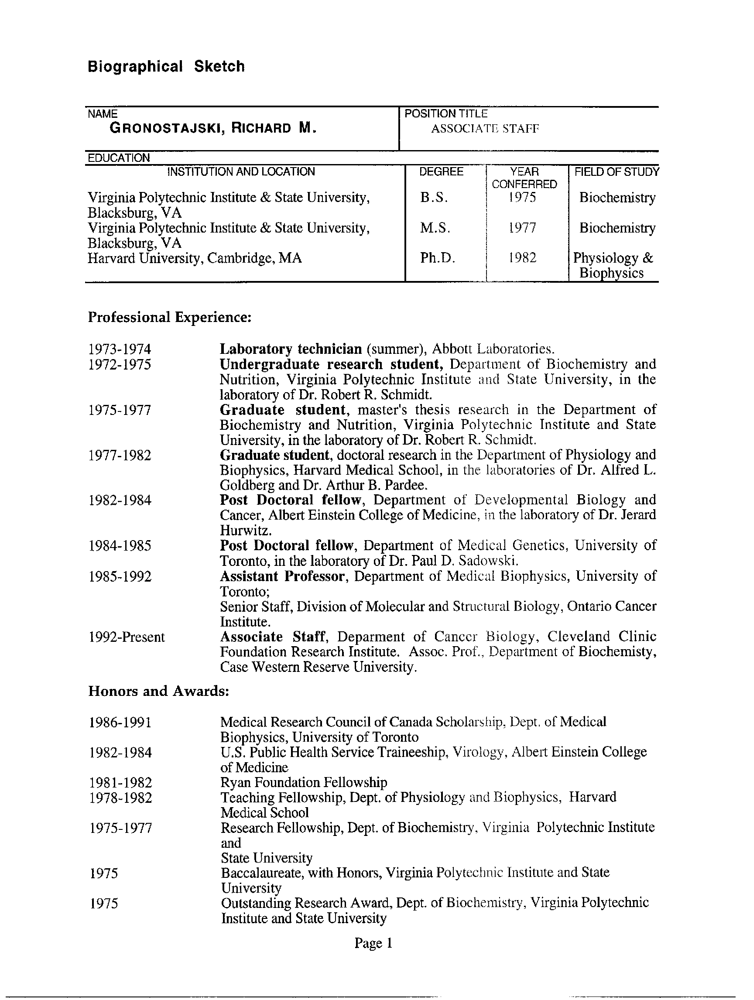 Biographical Sketch
NAME
GRONOSTAJSKI, RICHARD M.
POSITION TITLE
ASSOCIATE STAFF
EDUCATION
INSTITUTION AND LOCATION DEGREE YEAR CONFERRED FIELD OF STUDY
Virginia Polytechnic Institute & State University, B.S. 1975 Biochemistry
Blacksburg, VA
Virginia Polytechnic Institute & State University, M.S. 1977 Biochemistry
Blacksburg, VA
Harvard University, Cambridge, MA Ph.D. 1982 Physiology &
Biophysics
Professional Experience:
1973-1974 Laboratory technician (summer), Abbott Laboratories.
1972-1975 Undergraduate research student, Department of Biochemistry and
Nutrition, Virginia Polytechnic Institute and State University, in the
laboratory of Dr. Robert R. Schmidt.
1975-1977 Graduate student, master's thesis research in the Department of
Biochemistry and Nutrition, Virginia Polytechnic Institute and State
University, in the laboratory of Dr. Robert R. Schmidt.
1977-1982 Graduate student, doctoral research in the Department of Physiology and
Biophysics, Harvard Medical School, in the laboratories of Dr. Alfred L.
Goldberg and Dr. Arthur B. Pardee.
1982-1984 Post Doctoral fellow, Department of Developmental Biology and
Cancer, Albert Einstein College of Medicine, in the laboratory of Dr. Jerard
Hurwitz.
1984-1985 Post Doctoral fellow, Department of Medical Genetics, University of
Toronto, in the laboratory of Dr. Paul D. Sadowski.
1985-1992 Assistant Professor, Department of Medical Biophysics, University of
Toronto;
Senior Staff, Division of Molecular and Structural Biology, Ontario Cancer
Institute.
1992-Present Associate Staff, Deparment of Cancer Biology, Cleveland Clinic
Foundation Research Institute. Assoc. Prof., Department of Biochemisty,
Case Western Reserve University.
Honors and Awards:
1986-1991 Medical Research Council of Canada Scholarship, Dept. of Medical
Biophysics, University of Toronto
1982-1984 U.S. Public Health Service Traineeship, Virology, Albert Einstein College
of Medicine
1981-1982 Ryan Foundation Fellowship
1978-1982 Teaching Fellowship, Dept. of Physiology and Biophysics, Harvard
Medical School
1975-1977 Research Fellowship, Dept. of Biochemistry, Virginia Polytechnic Institute
and
State University
1975 Baccalaureate, with Honors, Virginia Polytechnic Institute and State
University
1975 Outstanding Research Award, Dept. of Biochemistry, Virginia Polytechnic
Institute and State University
Page 1